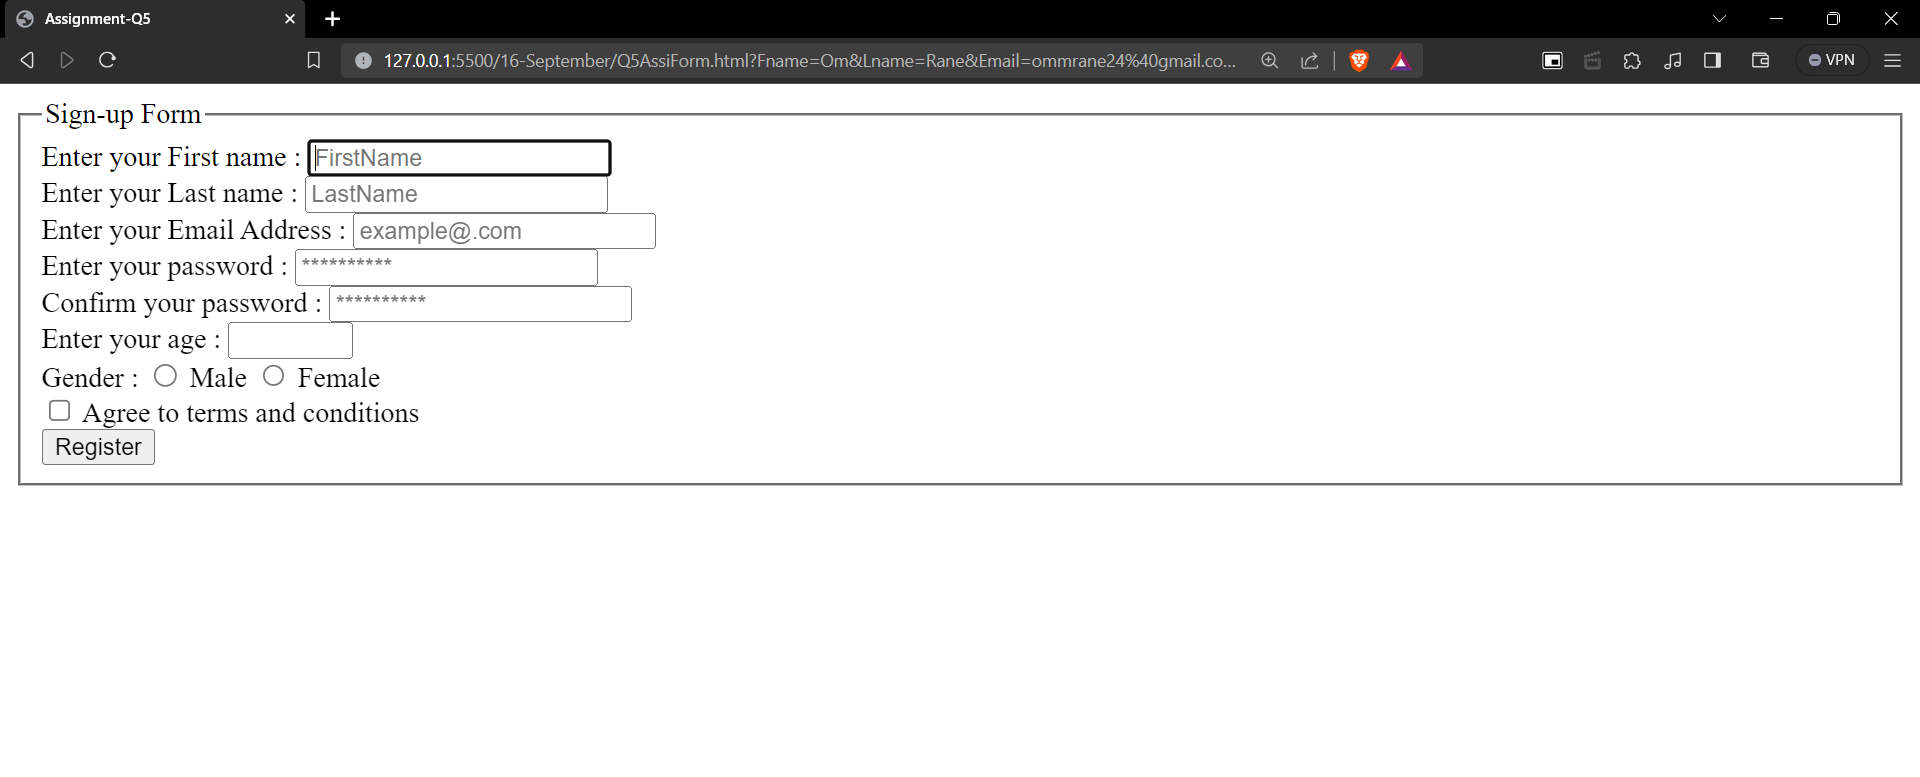 Assignment-Q5
127.0.0.1:5500/16-September/Q5AssiForm.html?Fname=Om&Lname=Rane&Email=ommrane24%40gmail.co...
VPN
Sign-up Form
Enter your First name : FirstName
Enter your Last name : LastName
Enter your Email Address : example@.com
Enter your password : **********
Confirm your password : **********
Enter your age :
Gender : Male Female
Agree to terms and conditions
Register